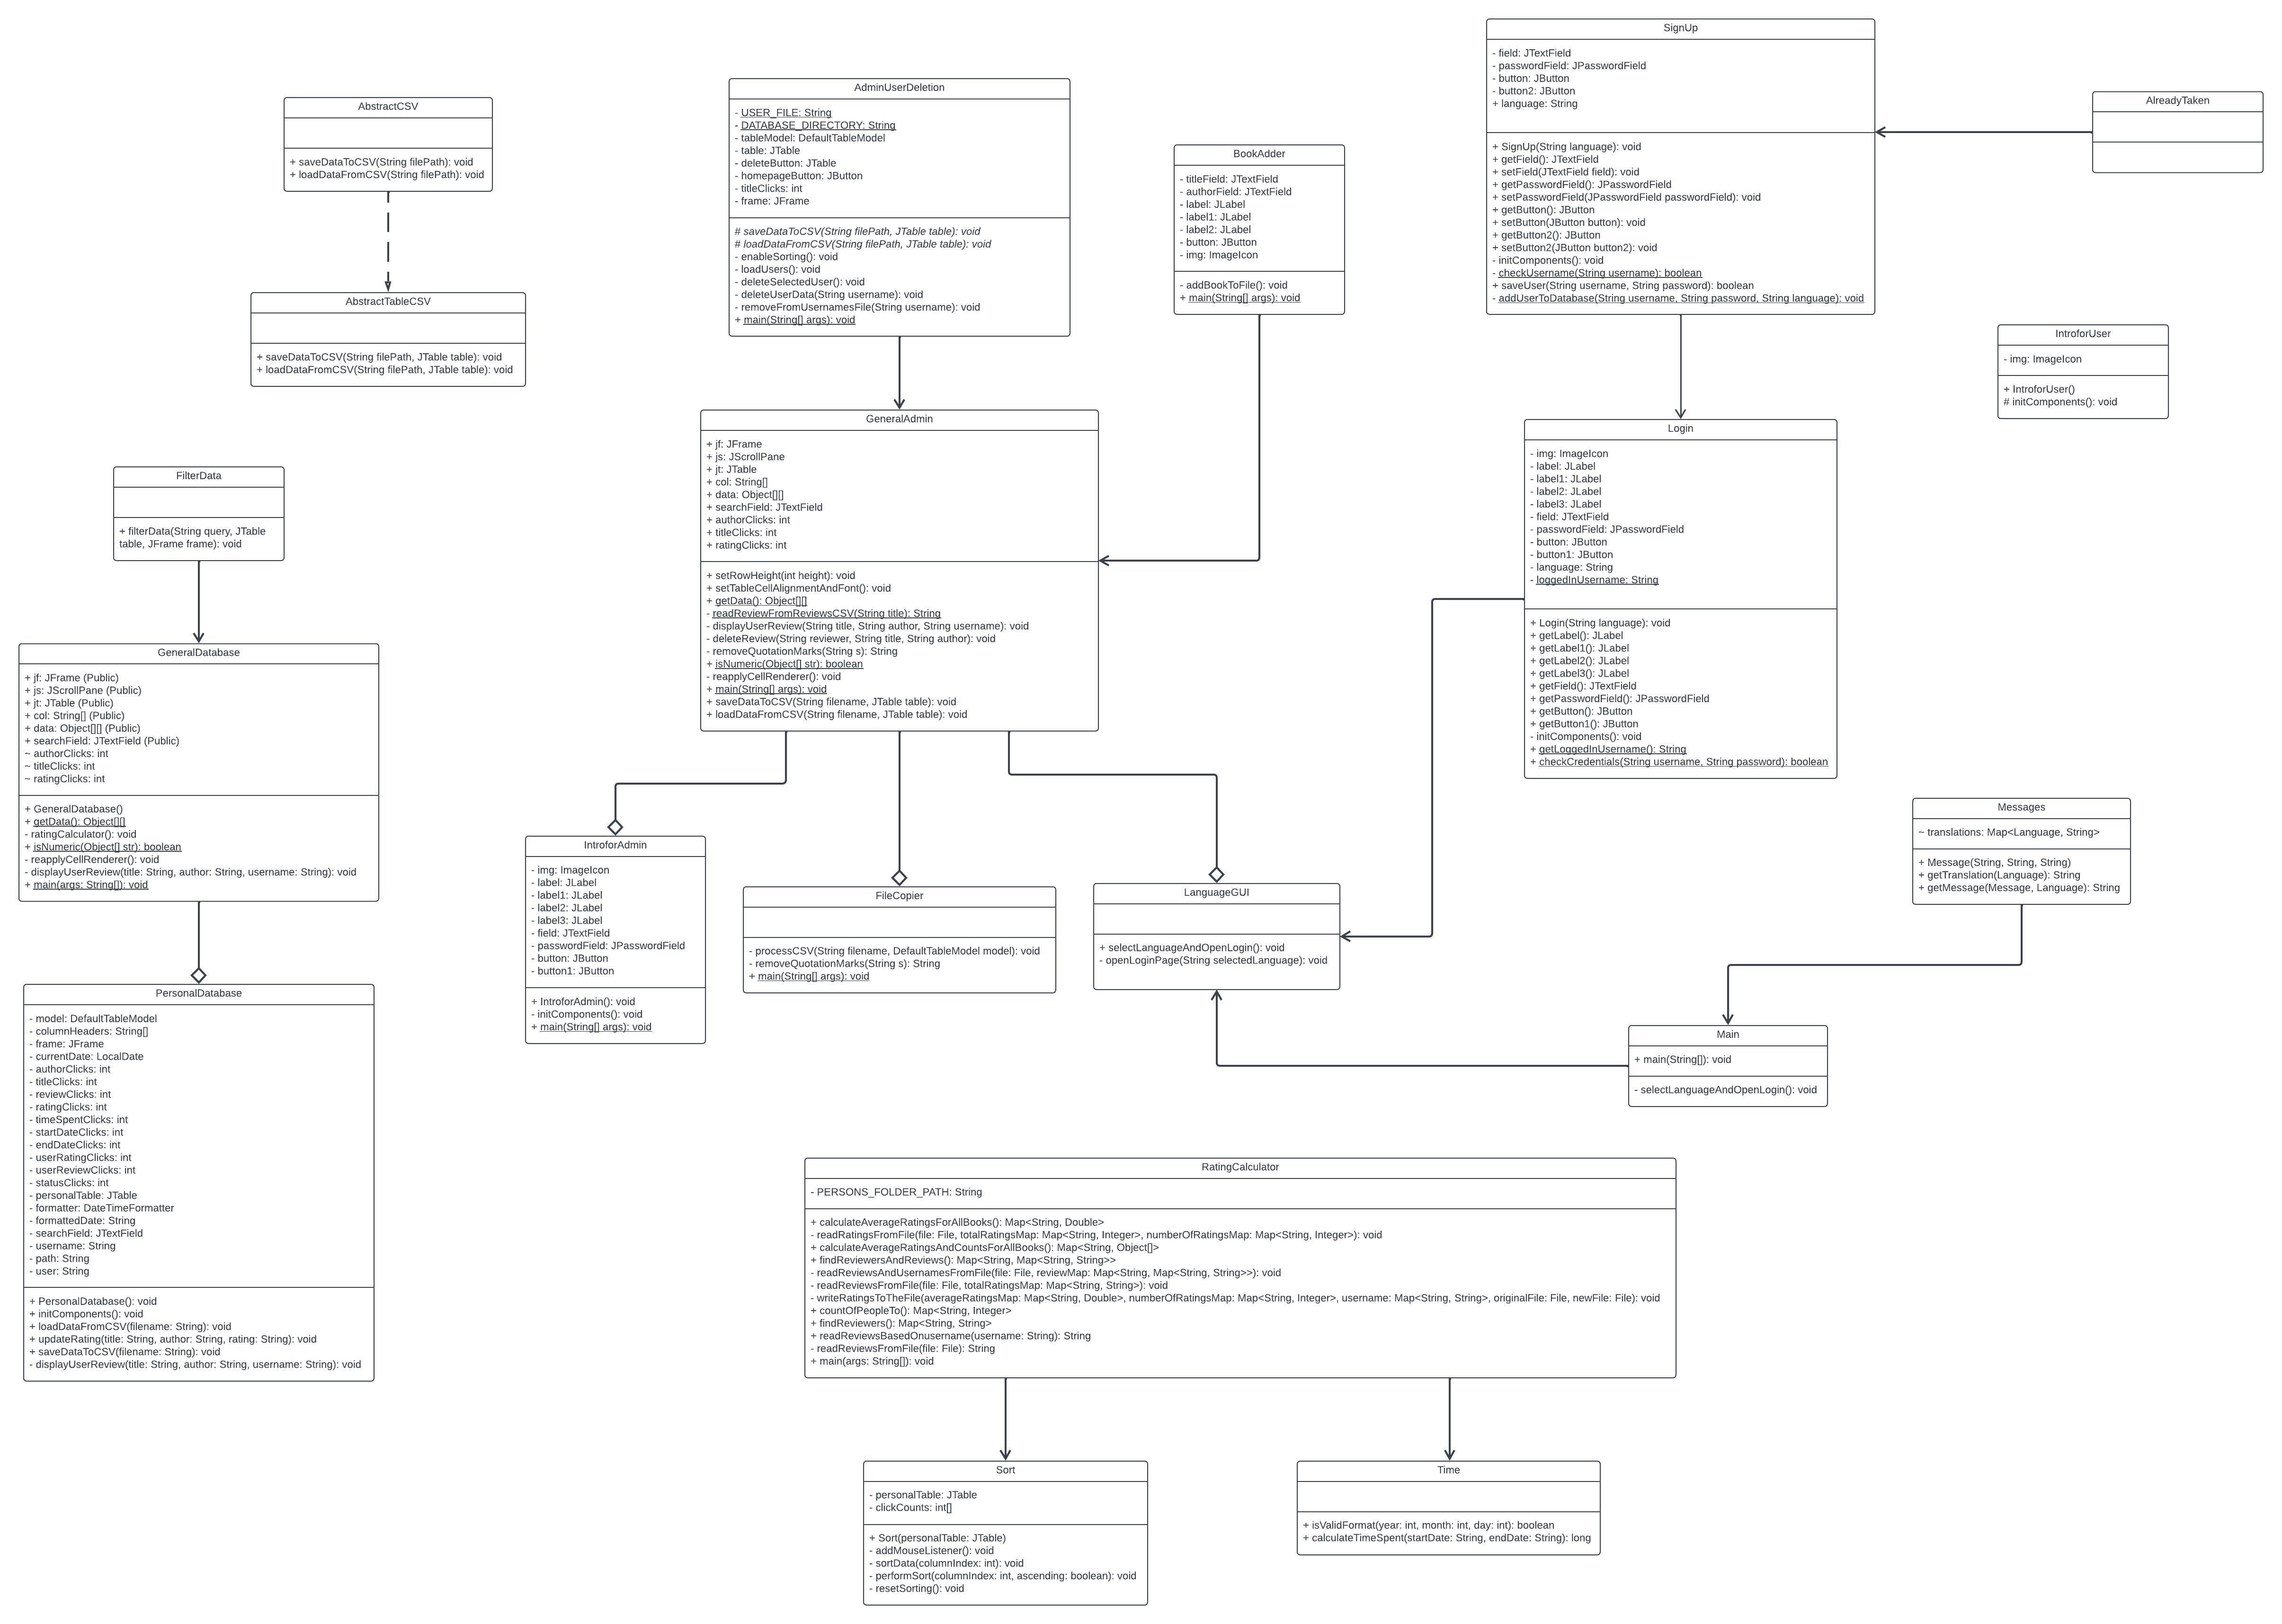 SignUp
- field: JTextField
- passwordField: JPasswordField
- button: JButton
- button2: JButton
+ language: String
+ SignUp(String language): void
+ getField(): JTextField
+ setField(JTextField field): void
+ getPasswordField(): JPasswordField
+ setPasswordField(JPasswordField passwordField): void
+ getButton(): JButton
+ setButton(JButton button): void
+ getButton2(): JButton
+ setButton2(JButton button2): void
- initComponents(): void
- checkUsername(String username): boolean
+ saveUser(String username, String password): boolean
- addUserToDatabase(String username, String password, String language): void
AlreadyTaken
AdminUserDeletion
- USER_FILE: String
- DATABASE_DIRECTORY: String
- tableModel: DefaultTableModel
- table: JTable
- deleteButton: JTable
- homepageButton: JButton
- titleClicks: int
- frame: JFrame
# saveDataToCSV(String filePath, JTable table): void
# loadDataFromCSV(String filePath, JTable table): void
- enableSorting(): void
- loadUsers(): void
- deleteSelectedUser(): void
- deleteUserData(String username): void
- removeFromUsernamesFile(String username): void
+ main(String[] args): void
AbstractCSV
+ saveDataToCSV(String filePath): void
+ loadDataFromCSV(String filePath): void
AbstractTableCSV
+ saveDataToCSV(String filePath, JTable table): void
+ loadDataFromCSV(String filePath, JTable table): void
BookAdder
- titleField: JTextField
- authorField: JTextField
- label: JLabel
- label1: JLabel
- label2: JLabel
- button: JButton
- img: ImageIcon
- addBookToFile(): void
+ main(String[] args): void
IntroforUser
- img: ImageIcon
+ IntroforUser()
# initComponents(): void
GeneralAdmin
+ jf: JFrame
+ js: JScrollPane
+ jt: JTable
+ col: String[]
+ data: Object[][]
+ searchField: JTextField
+ authorClicks: int
+ titleClicks: int
+ ratingClicks: int
+ setRowHeight(int height): void
+ setTableCellAlignmentAndFont(): void
+ getData(): Object[][]
- readReviewFromReviewsCSV(String title): String
- displayUserReview(String title, String author, String username): void
- deleteReview(String reviewer, String title, String author): void
- removeQuotationMarks(String s): String
+ isNumeric(Object[] str): boolean
- reapplyCellRenderer(): void
+ main(String[] args): void
+ saveDataToCSV(String filename, JTable table): void
+ loadDataFromCSV(String filename, JTable table): void
Login
- img: ImageIcon
- label: JLabel
- label1: JLabel
- label2: JLabel
- label3: JLabel
- field: JTextField
- passwordField: JPasswordField
- button: JButton
- button1: JButton
- language: String
- loggedInUsername: String
+ Login(String language): void
+ getLabel(): JLabel
+ getLabel1(): JLabel
+ getLabel2(): JLabel
+ getLabel3(): JLabel
+ getField(): JTextField
+ getPasswordField(): JPasswordField
+ getButton(): JButton
+ getButton1(): JButton
- initComponents(): void
+ getLoggedInUsername(): String
+ checkCredentials(String username, String password): boolean
FilterData
+ filterData(String query, JTable
table, JFrame frame): void
GeneralDatabase
+ jf: JFrame (Public)
+ js: JScrollPane (Public)
+ jt: JTable (Public)
+ col: String[] (Public)
+ data: Object[][] (Public)
+ searchField: JTextField (Public)
~ authorClicks: int
~ titleClicks: int
~ ratingClicks: int
+ GeneralDatabase()
+ getData(): Object[][]
- ratingCalculator(): void
+ isNumeric(Object[] str): boolean
- reapplyCellRenderer(): void
- displayUserReview(title: String, author: String, username: String): void
+ main(args: String[]): void
Messages
~ translations: Map<Language, String>
+ Message(String, String, String)
+ getTranslation(Language): String
+ getMessage(Message, Language): String
IntroforAdmin
- img: ImageIcon
- label: JLabel
- label1: JLabel
- label2: JLabel
- label3: JLabel
- field: JTextField
- passwordField: JPasswordField
- button: JButton
- button1: JButton
+ IntroforAdmin(): void
- initComponents(): void
+ main(String[] args): void
FileCopier
- processCSV(String filename, DefaultTableModel model): void
- removeQuotationMarks(String s): String
+ main(String[] args): void
LanguageGUI
+ selectLanguageAndOpenLogin(): void
- openLoginPage(String selectedLanguage): void
PersonalDatabase
- model: DefaultTableModel
- columnHeaders: String[]
- frame: JFrame
- currentDate: LocalDate
- authorClicks: int
- titleClicks: int
- reviewClicks: int
- ratingClicks: int
- timeSpentClicks: int
- startDateClicks: int
- endDateClicks: int
- userRatingClicks: int
- userReviewClicks: int
- statusClicks: int
- personalTable: JTable
- formatter: DateTimeFormatter
- formattedDate: String
- searchField: JTextField
- username: String
- path: String
- user: String
+ PersonalDatabase(): void
+ initComponents(): void
+ loadDataFromCSV(filename: String): void
+ updateRating(title: String, author: String, rating: String): void
+ saveDataToCSV(filename: String): void
- displayUserReview(title: String, author: String, username: String): void
Main
+ main(String[]): void
- selectLanguageAndOpenLogin(): void
RatingCalculator
- PERSONS_FOLDER_PATH: String
+ calculateAverageRatingsForAllBooks(): Map<String, Double>
- readRatingsFromFile(file: File, totalRatingsMap: Map<String, Integer>, numberOfRatingsMap: Map<String, Integer>): void
+ calculateAverageRatingsAndCountsForAllBooks(): Map<String, Object[]>
+ findReviewersAndReviews(): Map<String, Map<String, String>>
- readReviewsAndUsernamesFromFile(file: File, reviewMap: Map<String, Map<String, String>>): void
- readReviewsFromFile(file: File, totalRatingsMap: Map<String, String>): void
- writeRatingsToTheFile(averageRatingsMap: Map<String, Double>, numberOfRatingsMap: Map<String, Integer>, username: Map<String, String>, originalFile: File, newFile: File): void
+ countOfPeopleTo(): Map<String, Integer>
+ findReviewers(): Map<String, String>
+ readReviewsBasedOnusername(username: String): String
- readReviewsFromFile(file: File): String
+ main(args: String[]): void
Sort
- personalTable: JTable
- clickCounts: int[]
+ Sort(personalTable: JTable)
- addMouseListener(): void
- sortData(columnIndex: int): void
- performSort(columnIndex: int, ascending: boolean): void
- resetSorting(): void
Time
+ isValidFormat(year: int, month: int, day: int): boolean
+ calculateTimeSpent(startDate: String, endDate: String): long